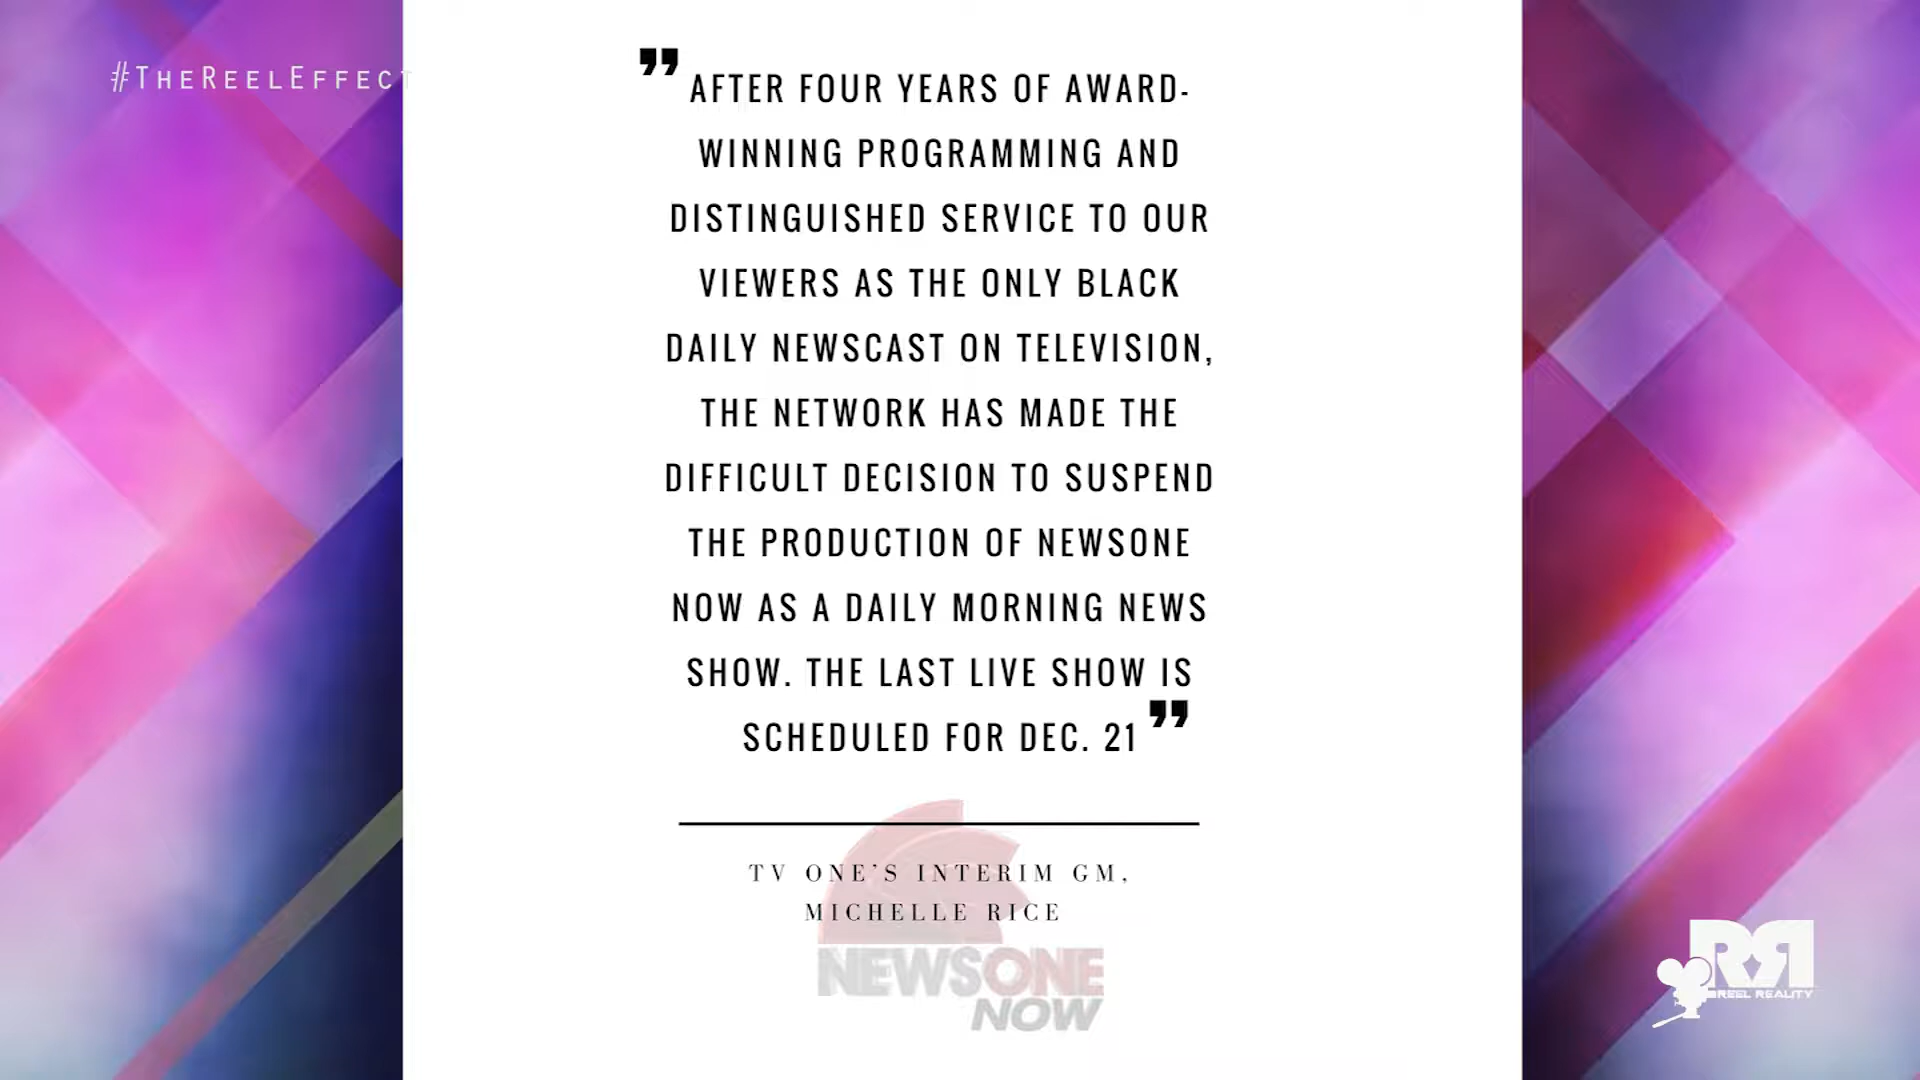 #THEREELEFFECT
” AFTER FOUR YEARS OF AWARD-
WINNING PROGRAMMING AND
DISTINGUISHED SERVICE TO OUR
VIEWERS AS THE ONLY BLACK
DAILY NEWSCAST ON TELEVISION,
THE NETWORK HAS MADE THE
DIFFICULT DECISION TO SUSPEND
THE PRODUCTION OF NEWSONE
NOW AS A DAILY MORNING NEWS
SHOW. THE LAST LIVE SHOW IS
SCHEDULED FOR DEC. 21 ”
TV ONE’S INTERIM GM,
MICHELLE RICE
NEWSONE
NOW
RR
REEL REALITY